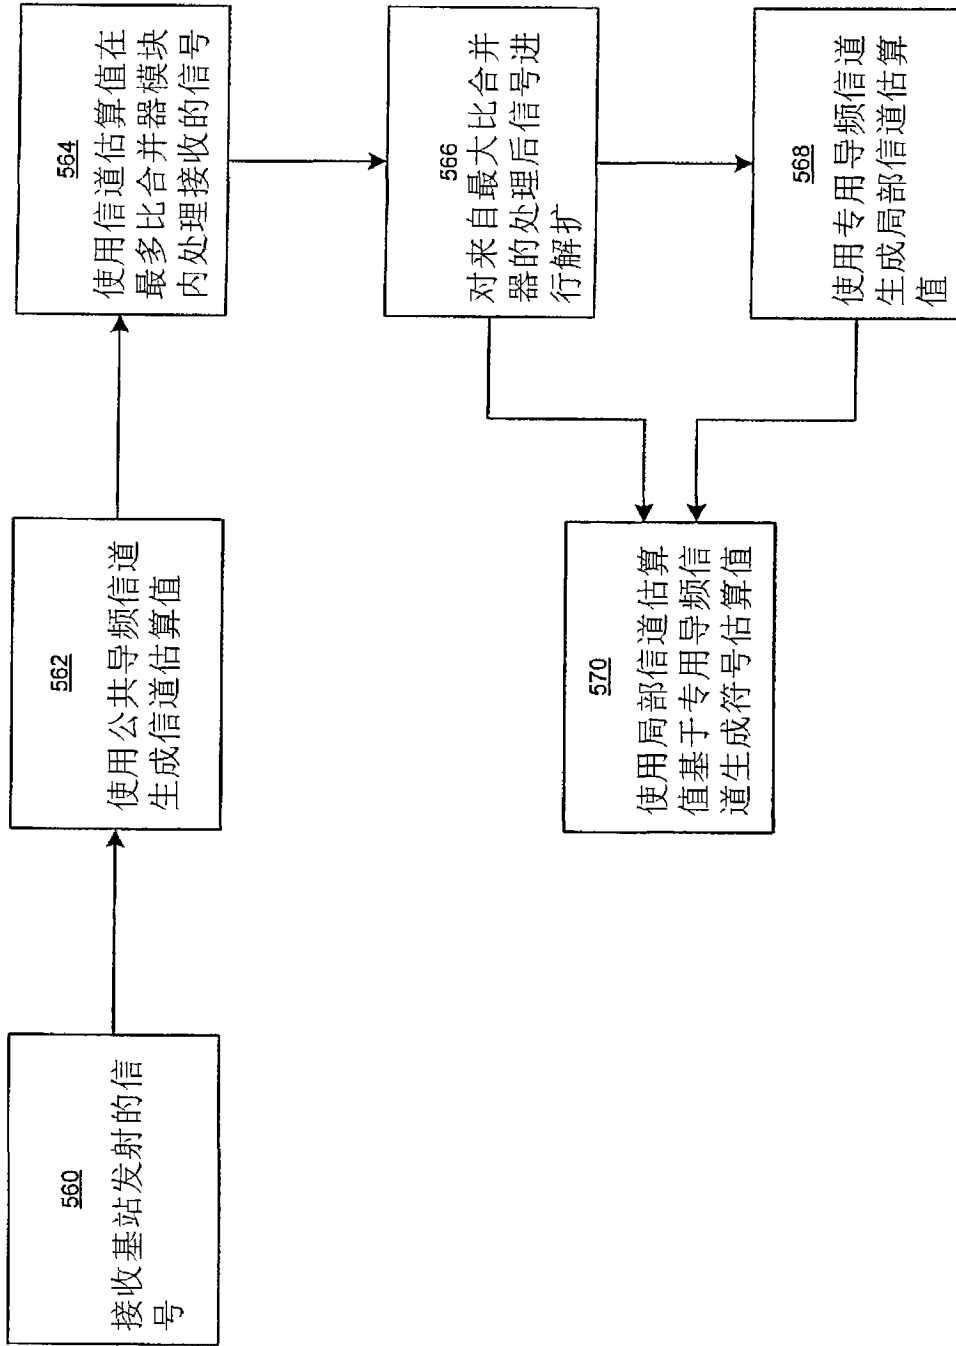 560
接收基站发射的信
号
562
使用公共导频信道
生成信道估算值
564
使用信道估算值在
最多比合并器模块
内处理接收的信号
566
对来自最大比合并
器的处理后信号进
行解扩
568
使用专用导频信道
生成局部信道估算
值
570
使用局部信道估算
值基于专用导频信
道生成符号估算值